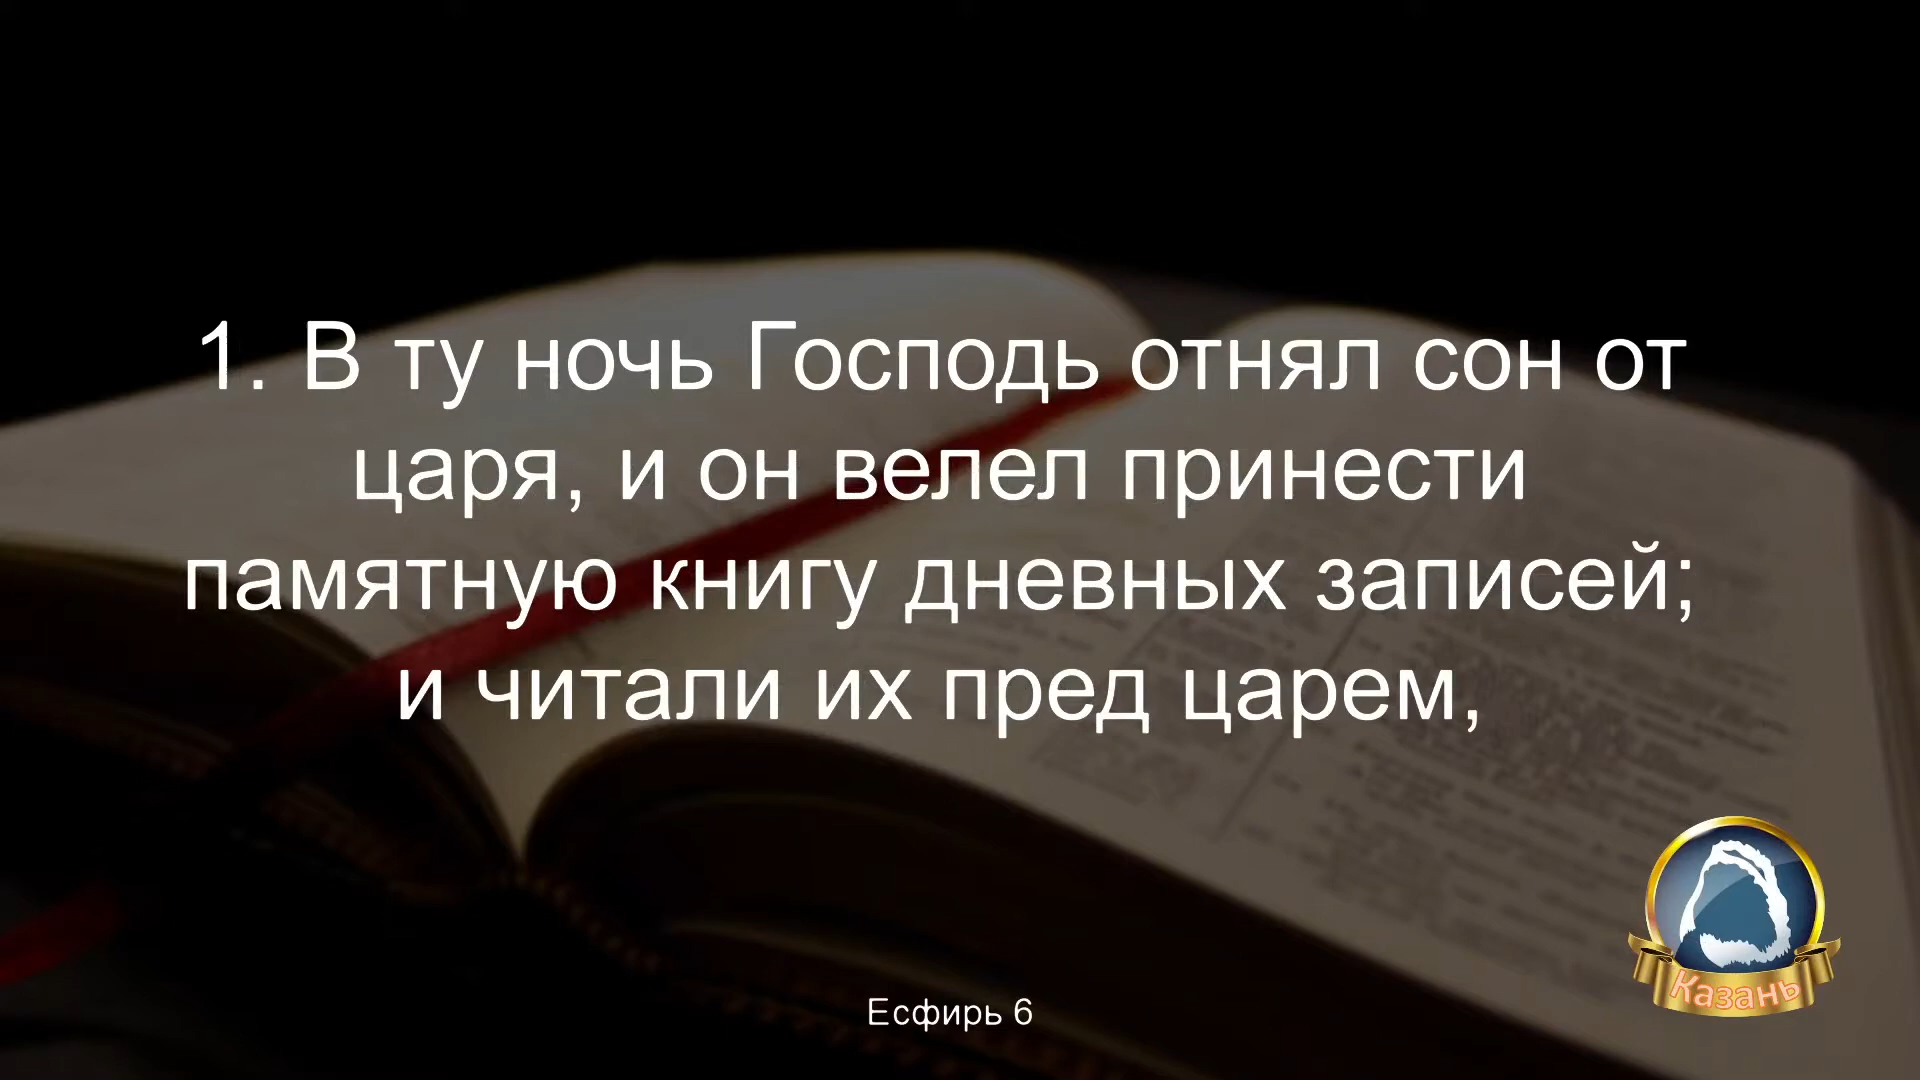 1. В ту ночь Господь отнял сон от
царя, и он велел принести
памятную книгу дневных записей;
и читали их пред царем,
Казань
Есфирь 6